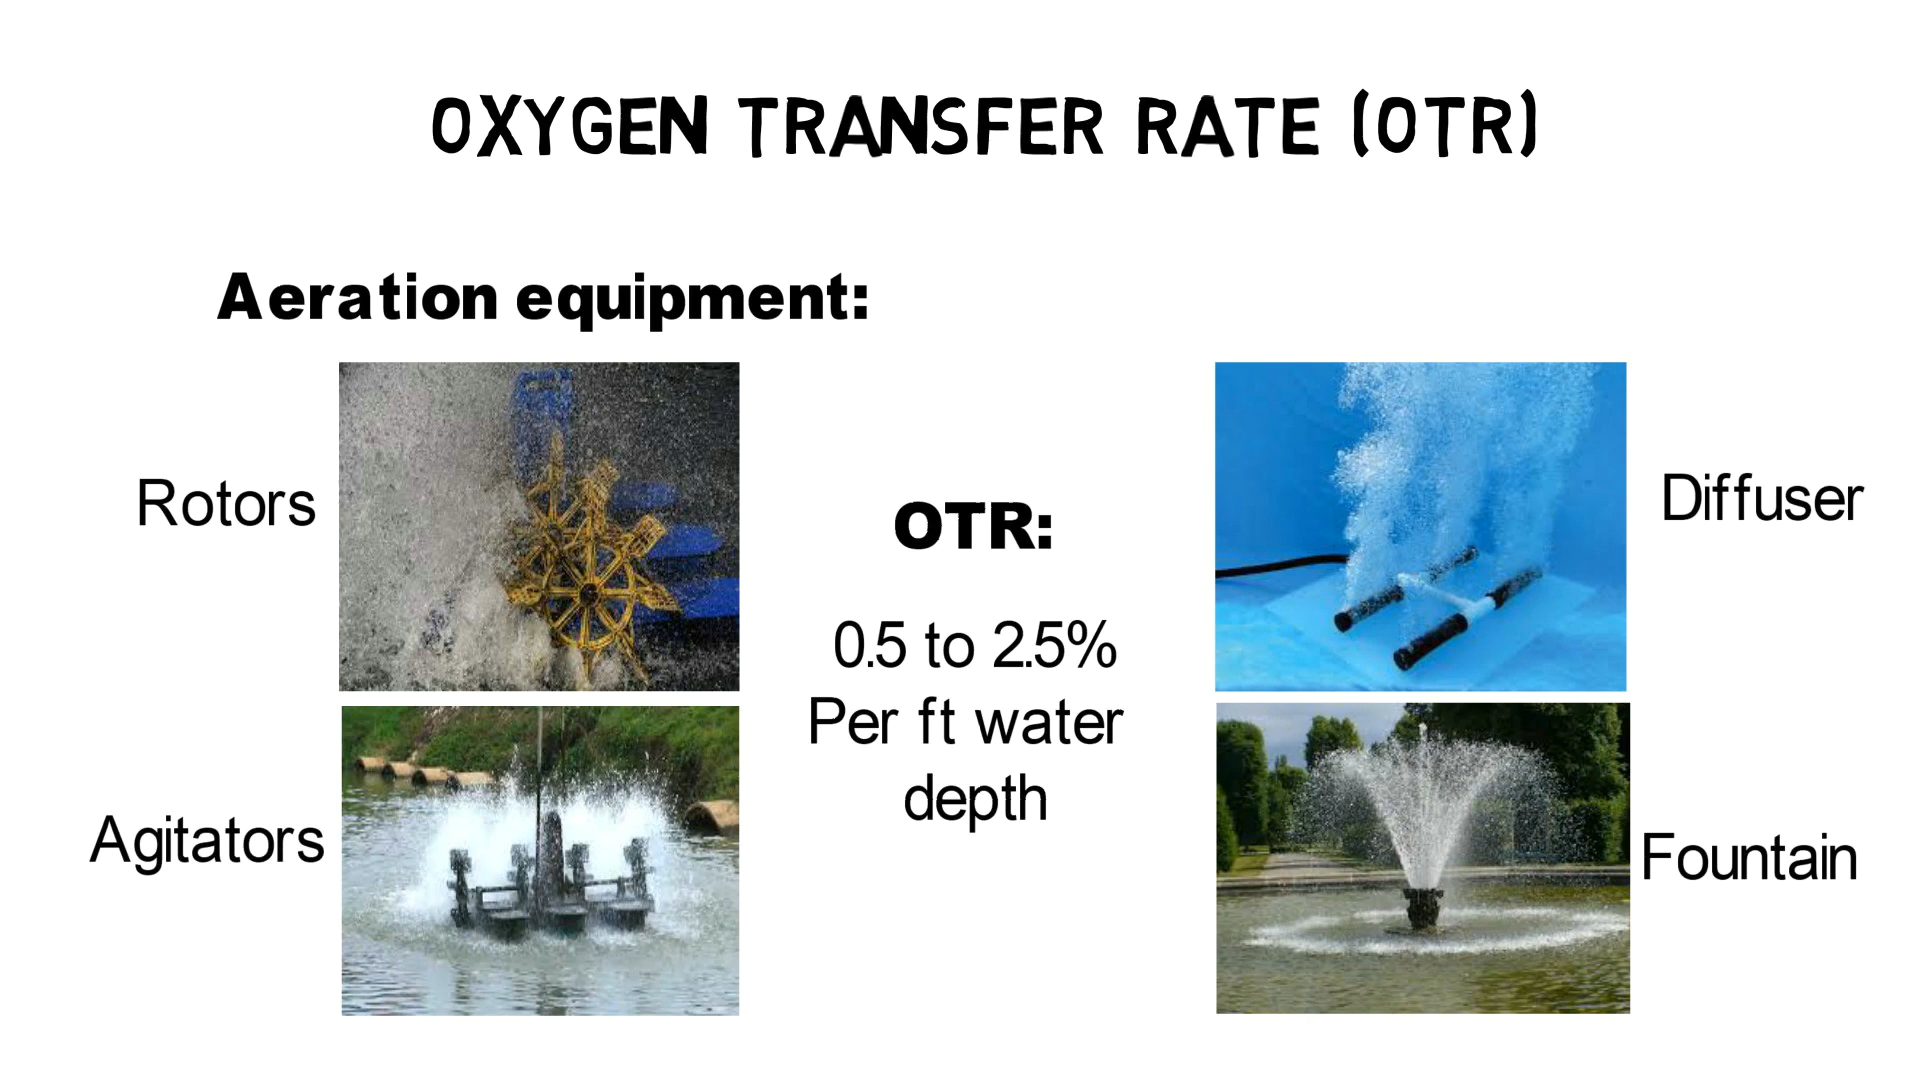 OXYGEN TRANSFER RATE (OTR)
Aeration equipment:
Rotors
Agitators
OTR:
0.5 to 2.5%
Per ft water
depth
Diffuser
Fountain